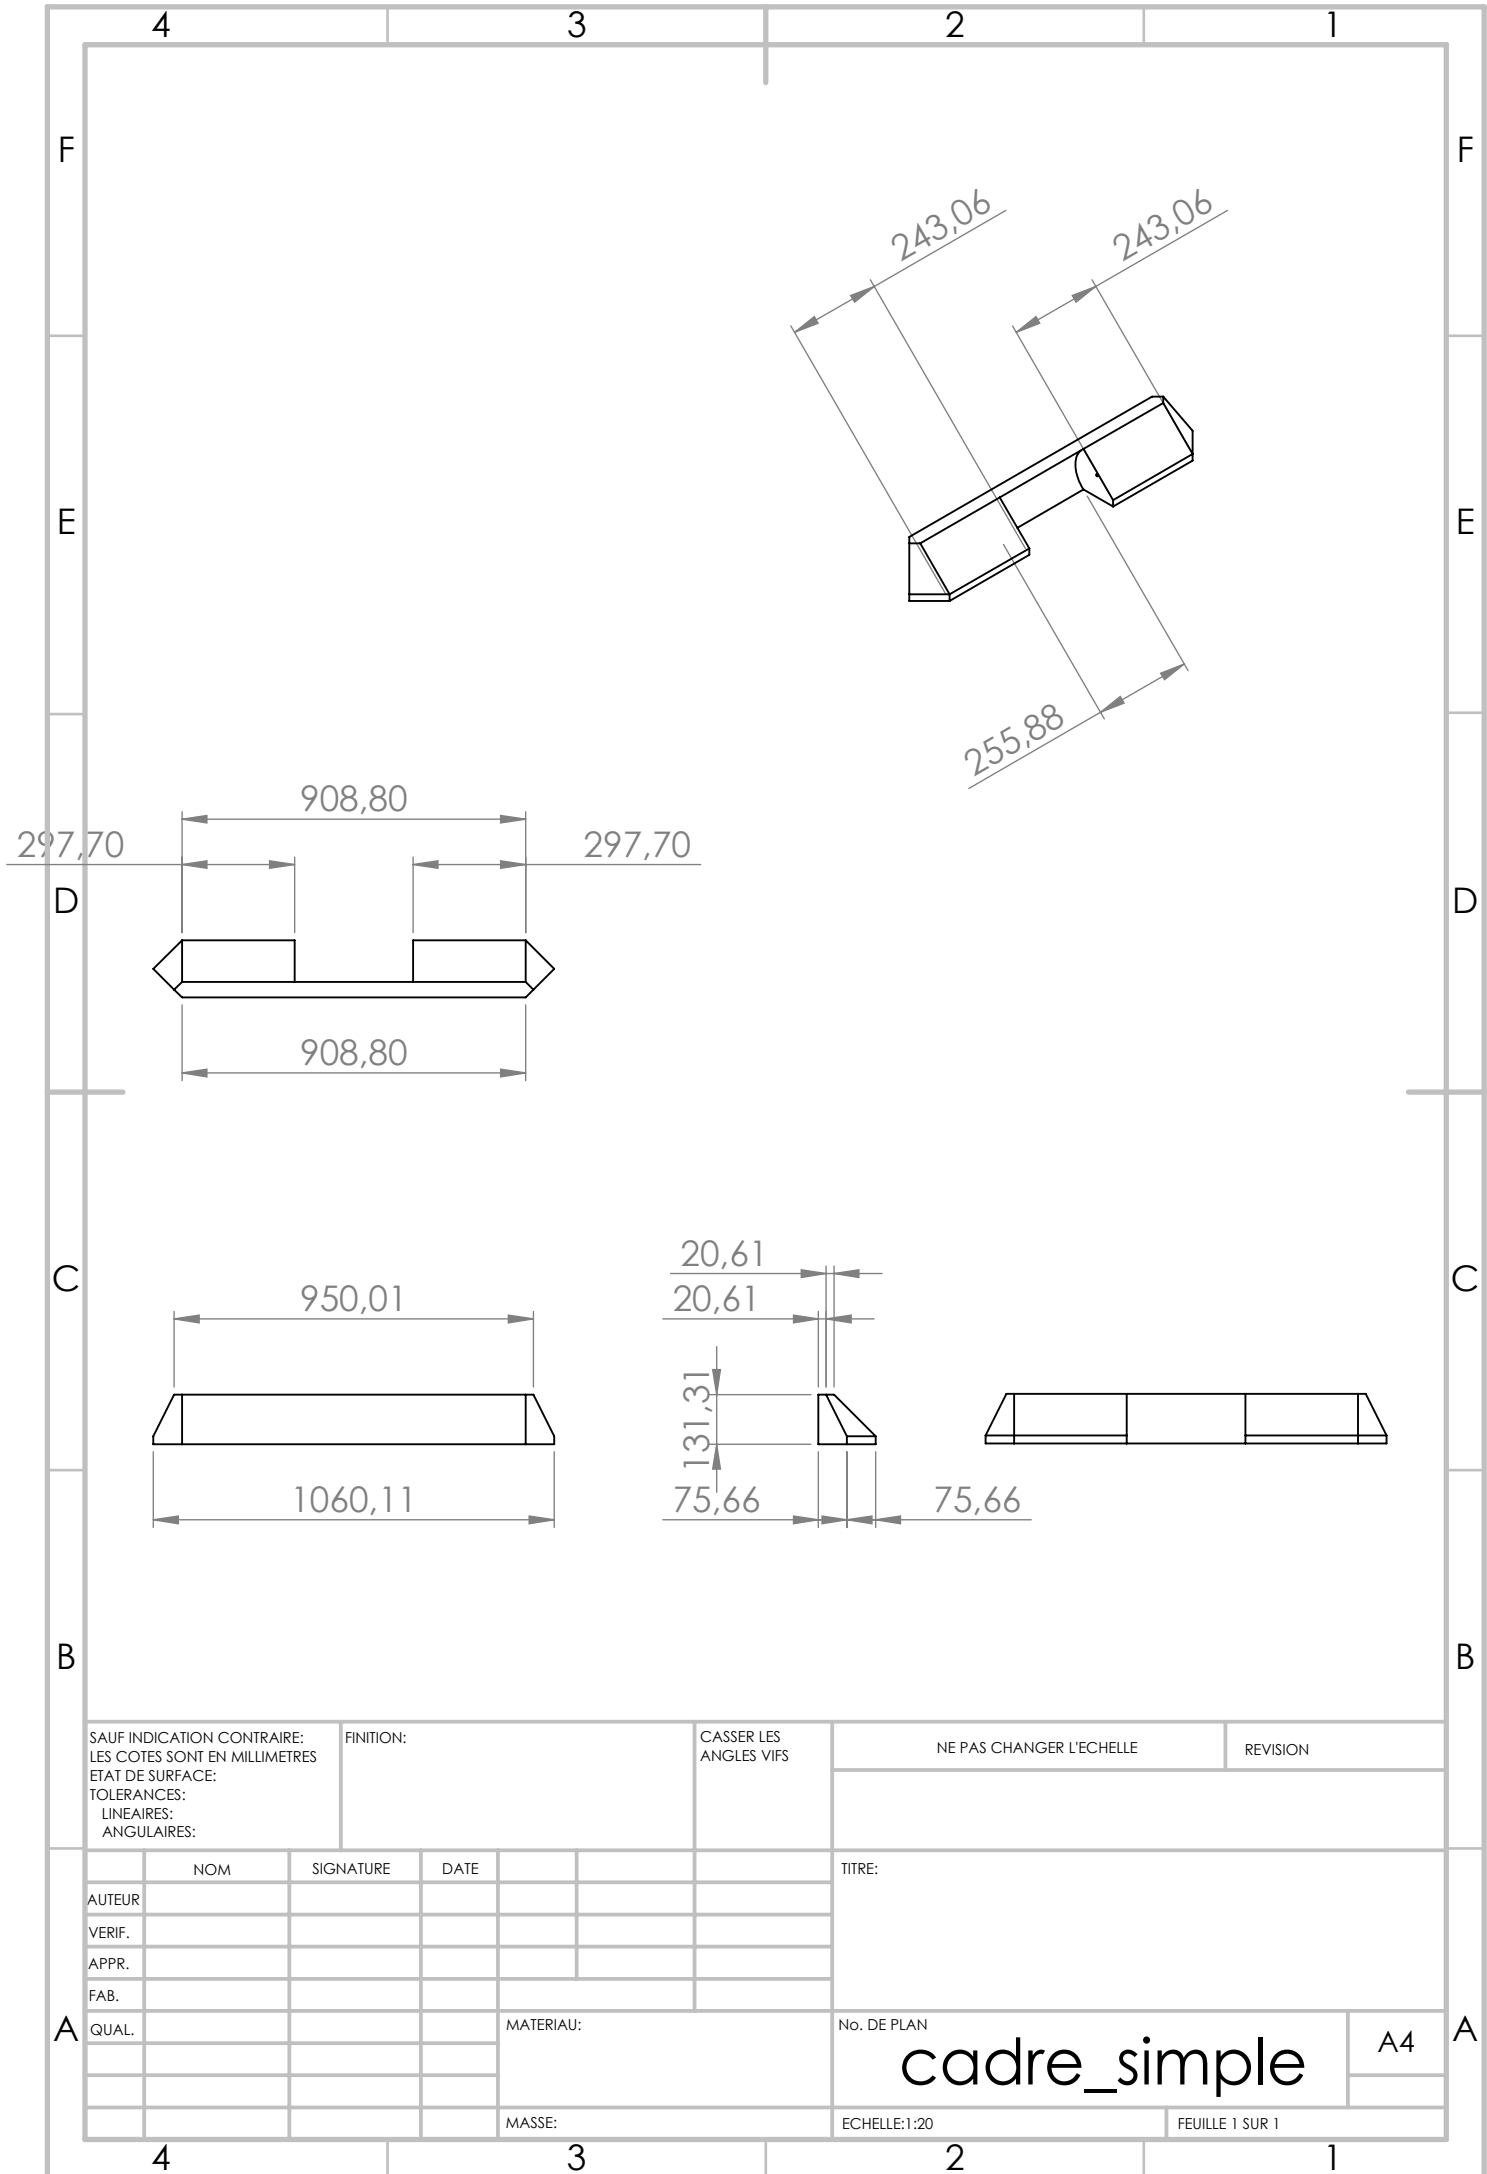 4 3 2 1
F F
243,06 243,06
E E
255,88
908,80
297,70 297,70
D D
908,80
20,61
C C
950,01 20,61
131,31
1060,11 75,66 75,66
B B
SAUF INDICATION CONTRAIRE:
LES COTES SONT EN MILLIMETRES
ETAT DE SURFACE:
TOLERANCES:
LINEAIRES:
ANGULAIRES:
FINITION:
CASSER LES
ANGLES VIFS
NE PAS CHANGER L'ECHELLE
REVISION
NOM SIGNATURE DATE
TITRE:
AUTEUR
VERIF.
APPR.
FAB.
QUAL.
A A
MATERIAU:
No. DE PLAN
cadre_simple
A4
MASSE:
ECHELLE:1:20
FEUILLE 1 SUR 1
4 3 2 1